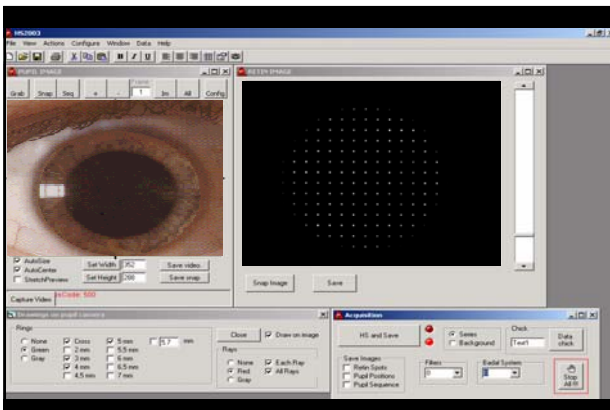 HS2003
File View Actions Configure Window Data Help
PUPIL IMAGE
Grab Snap Seq + - Frame 1 Im All Config
AutoSize
AutoCenter
StretchPreview
Set Width 352 Save video
Set Height 288 Save snap
Capture Video
RETIN IMAGE
Snap Image Save
Drawings on pupil camera
Rings
None Cross 5 mm 5.7 mm
Green 2 mm 5,5 mm
Gray 3 mm 6 mm
4 mm 6,5 mm
4,5 mm 7 mm
Close Draw on image
Rays
None Each Ray
Red All Rays
Gray
Acquisition
HS and Save
Series
Background
Check
Test1
Data check
Save Images
Retin Spots
Pupil Positions
Pupil Sequence
Filters
0
Badal System
Stop All !!!